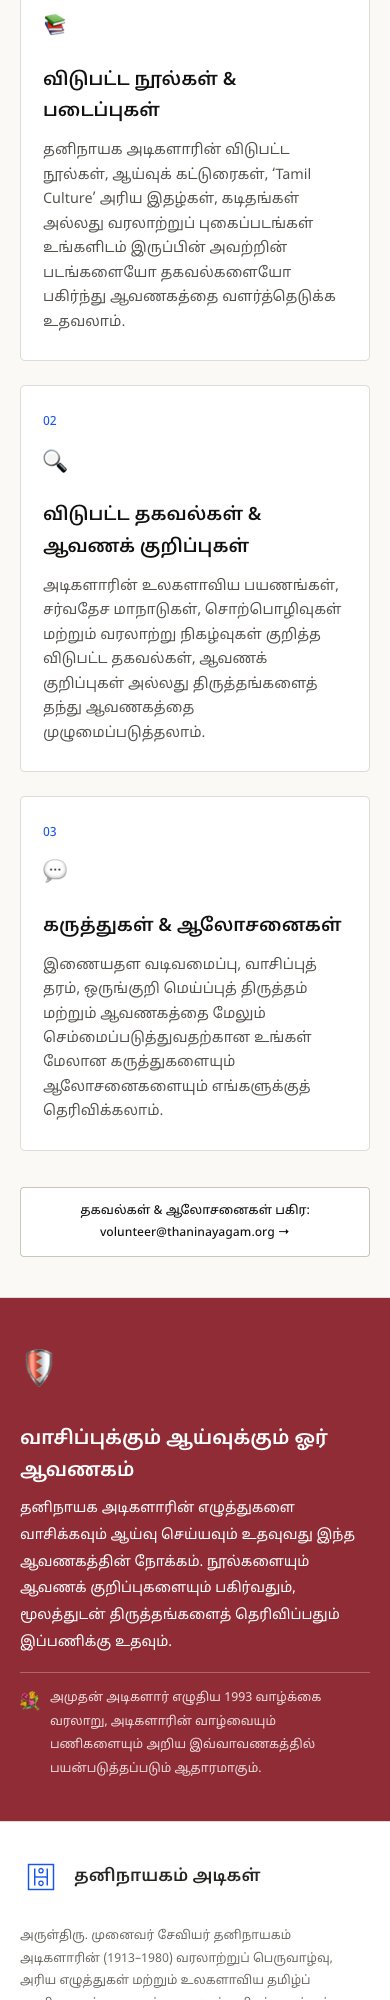 விடுபட்ட நூல்கள் &
படைப்புகள்
தனிநாயக அடிகளாரின் விடுபட்ட
நூல்கள், ஆய்வுக் கட்டுரைகள், ‘Tamil
Culture’ அரிய இதழ்கள், கடிதங்கள்
அல்லது வரலாற்றுப் புகைப்படங்கள்
உங்களிடம் இருப்பின் அவற்றின்
படங்களையோ தகவல்களையோ
பகிர்ந்து ஆவணகத்தை வளர்த்தெடுக்க
உதவலாம்.
02
விடுபட்ட தகவல்கள் &
ஆவணக் குறிப்புகள்
அடிகளாரின் உலகளாவிய பயணங்கள்,
சர்வதேச மாநாடுகள், சொற்பொழிவுகள்
மற்றும் வரலாற்று நிகழ்வுகள் குறித்த
விடுபட்ட தகவல்கள், ஆவணக்
குறிப்புகள் அல்லது திருத்தங்களைத்
தந்து ஆவணகத்தை
முழுமைப்படுத்தலாம்.
03
கருத்துகள் & ஆலோசனைகள்
இணையதள வடிவமைப்பு, வாசிப்புத்
தரம், ஒருங்குறி மெய்ப்புத் திருத்தம்
மற்றும் ஆவணகத்தை மேலும்
செம்மைப்படுத்துவதற்கான உங்கள்
மேலான கருத்துகளையும்
ஆலோசனைகளையும் எங்களுக்குத்
தெரிவிக்கலாம்.
தகவல்கள் & ஆலோசனைகள் பகிர:
volunteer@thaninayagam.org →
வாசிப்புக்கும் ஆய்வுக்கும் ஓர்
ஆவணகம்
தனிநாயக அடிகளாரின் எழுத்துகளை
வாசிக்கவும் ஆய்வு செய்யவும் உதவுவது இந்த
ஆவணகத்தின் நோக்கம். நூல்களையும்
ஆவணக் குறிப்புகளையும் பகிர்வதும்,
மூலத்துடன் திருத்தங்களைத் தெரிவிப்பதும்
இப்பணிக்கு உதவும்.
அமுதன் அடிகளார் எழுதிய 1993 வாழ்க்கை
வரலாறு, அடிகளாரின் வாழ்வையும்
பணிகளையும் அறிய இவ்வாவணகத்தில்
பயன்படுத்தப்படும் ஆதாரமாகும்.
தனிநாயகம் அடிகள்
அருள்திரு. முனைவர் சேவியர் தனிநாயகம்
அடிகளாரின் (1913–1980) வரலாற்றுப் பெருவாழ்வு,
அரிய எழுத்துகள் மற்றும் உலகளாவிய தமிழ்ப்